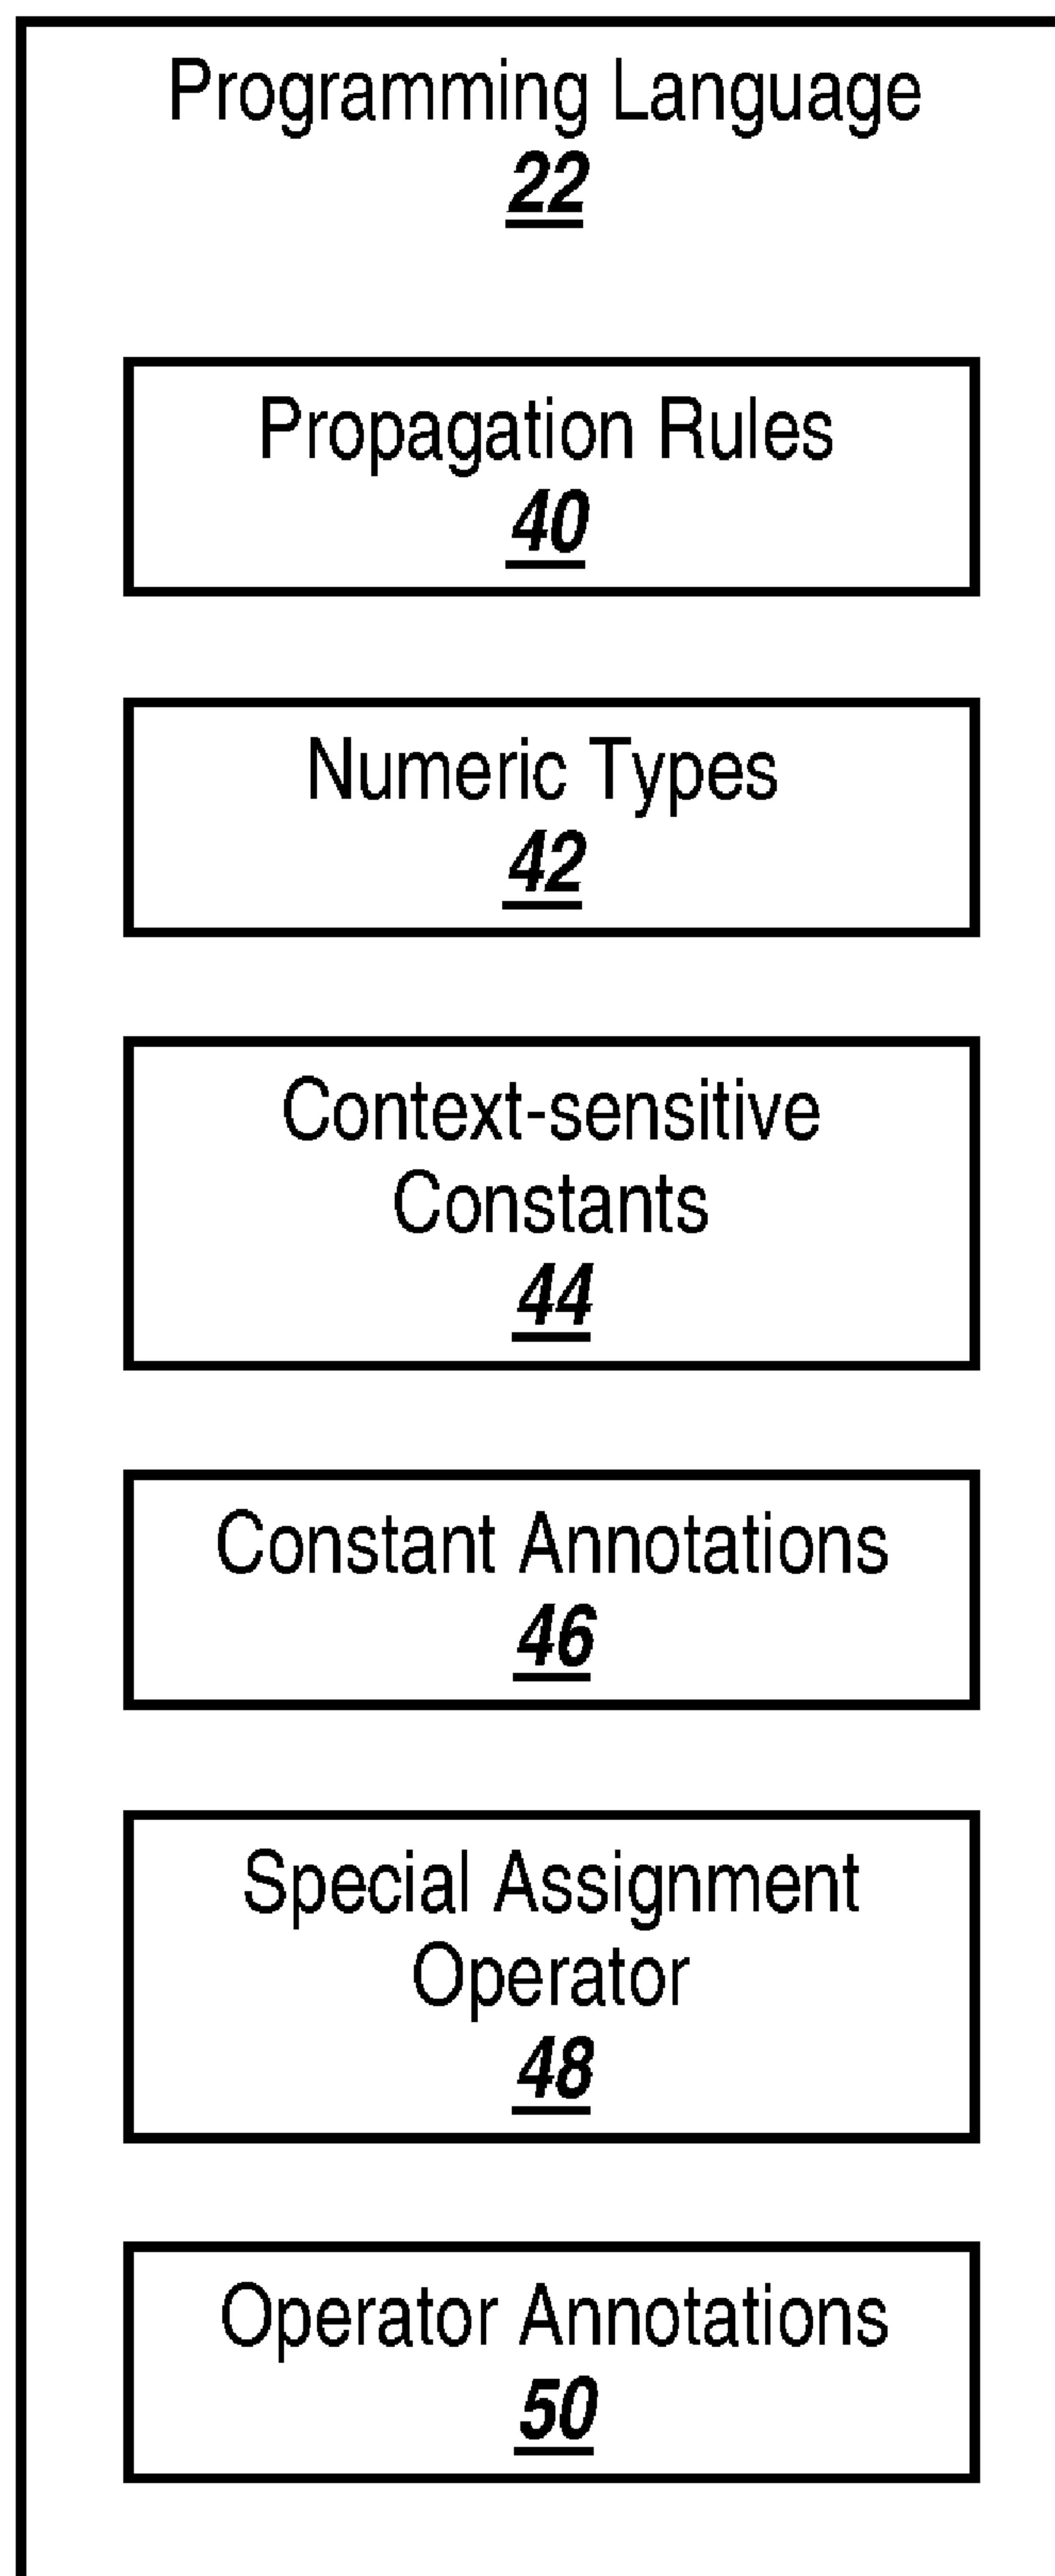 Programming Language
22
Propagation Rules
40
Numeric Types
42
Context-sensitive
Constants
44
Constant Annotations
46
Special Assignment
Operator
48
Operator Annotations
50